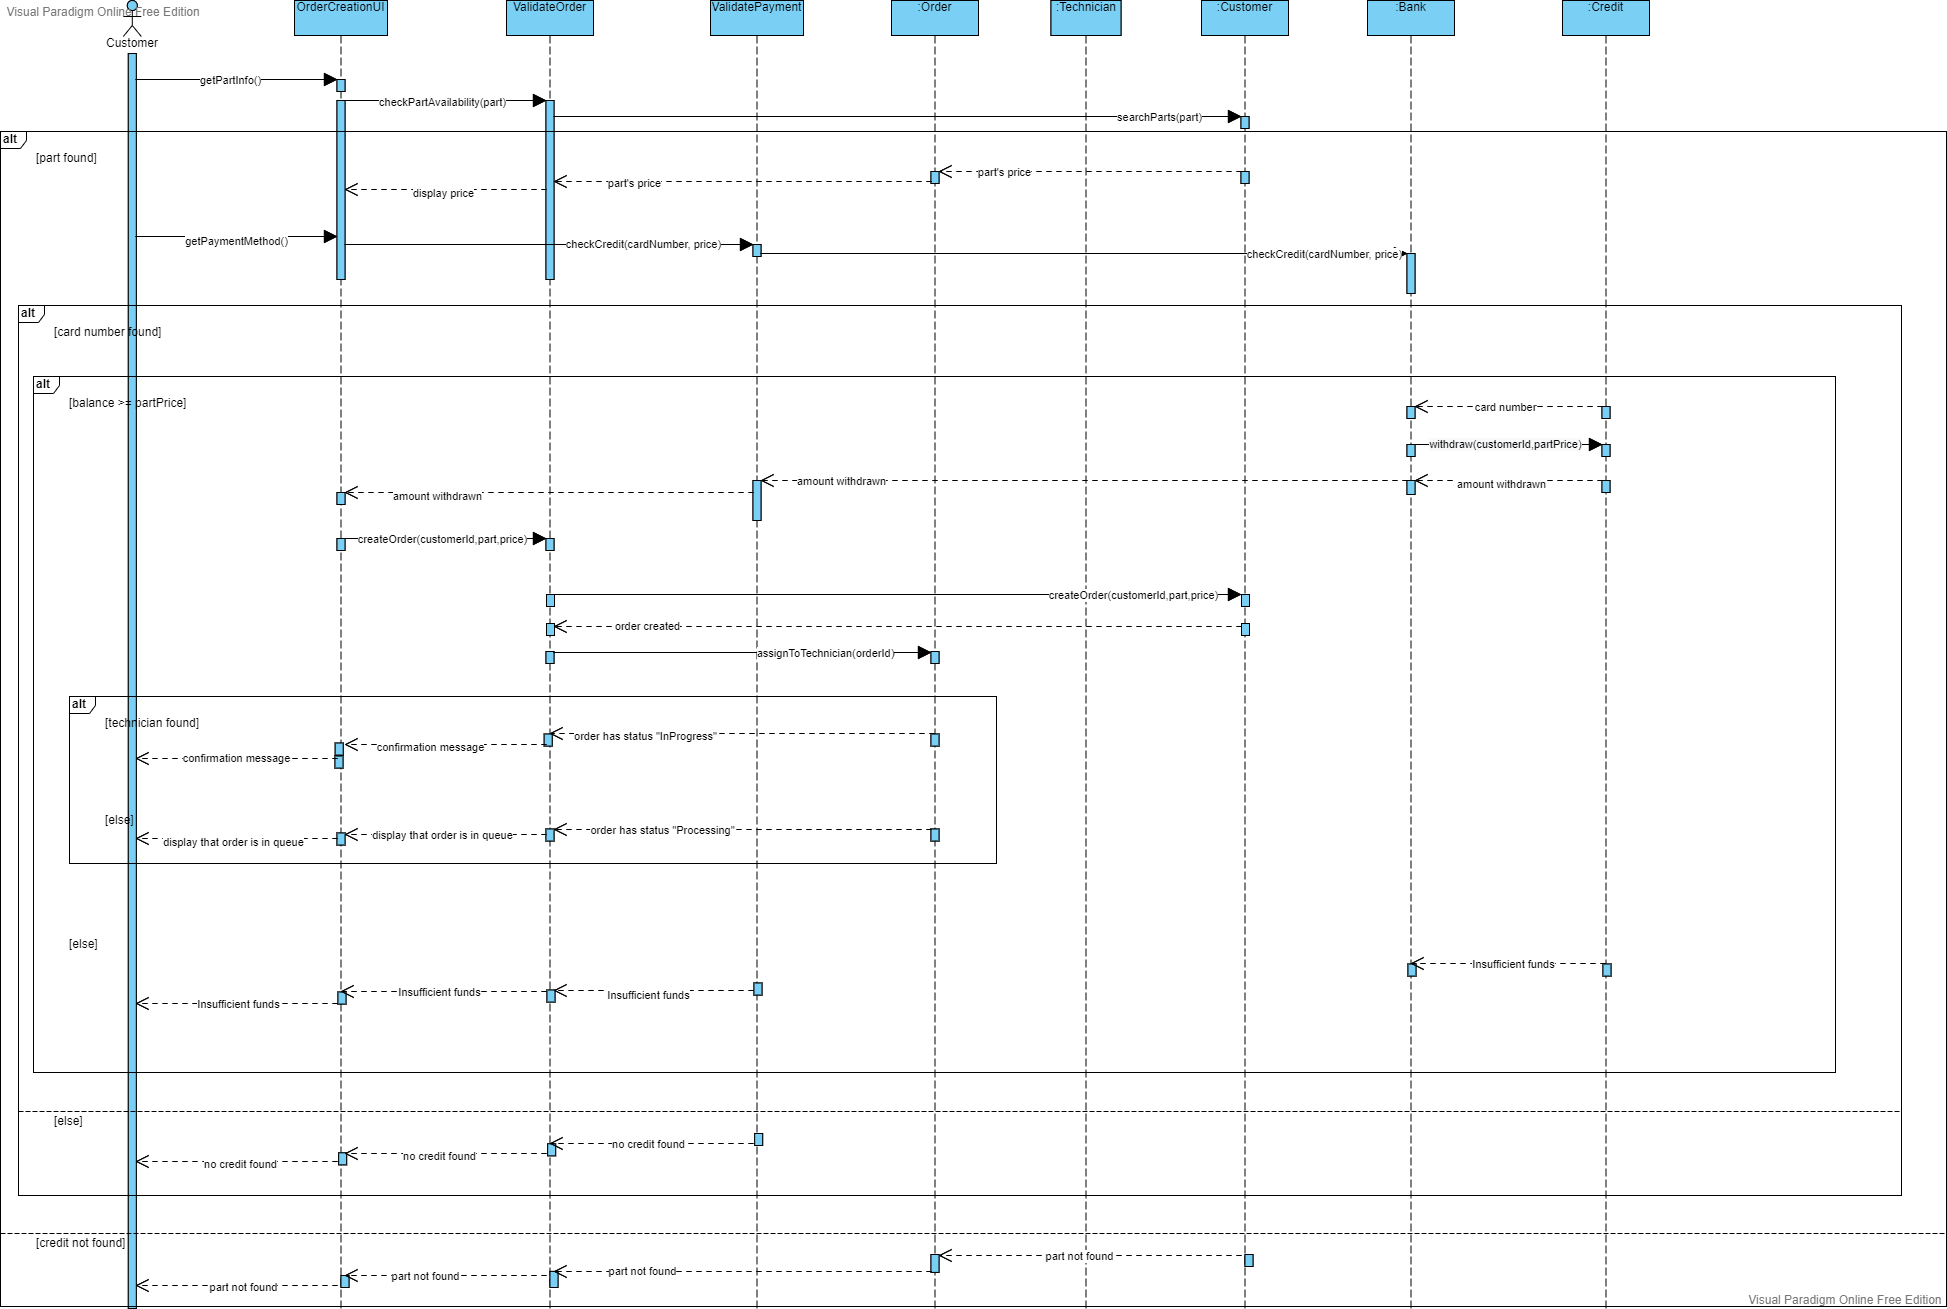 Visual Paradigm Online Free Edition
Customer
OrderCreationUI
ValidateOrder
ValidatePayment
:Order
:Technician
:Customer
:Bank
:Credit
getPartInfo()
checkPartAvailability(part)
searchParts(part)
alt
[part found]
part's price
part's price
display price
getPaymentMethod()
checkCredit(cardNumber, price)
checkCredit(cardNumber, price)
alt
[card number found]
alt
[balance >= partPrice]
card number
withdraw(customerId,partPrice)
amount withdrawn
amount withdrawn
amount withdrawn
createOrder(customerId,part,price)
createOrder(customerId,part,price)
order created
assignToTechnician(orderId)
alt
[technician found]
order has status "InProgress"
confirmation message
confirmation message
[else]
order has status "Processing"
display that order is in queue
display that order is in queue
[else]
Insufficient funds
Insufficient funds
Insufficient funds
Insufficient funds
[else]
no credit found
no credit found
no credit found
[credit not found]
part not found
part not found
part not found
part not found
Visual Paradigm Online Free Edition